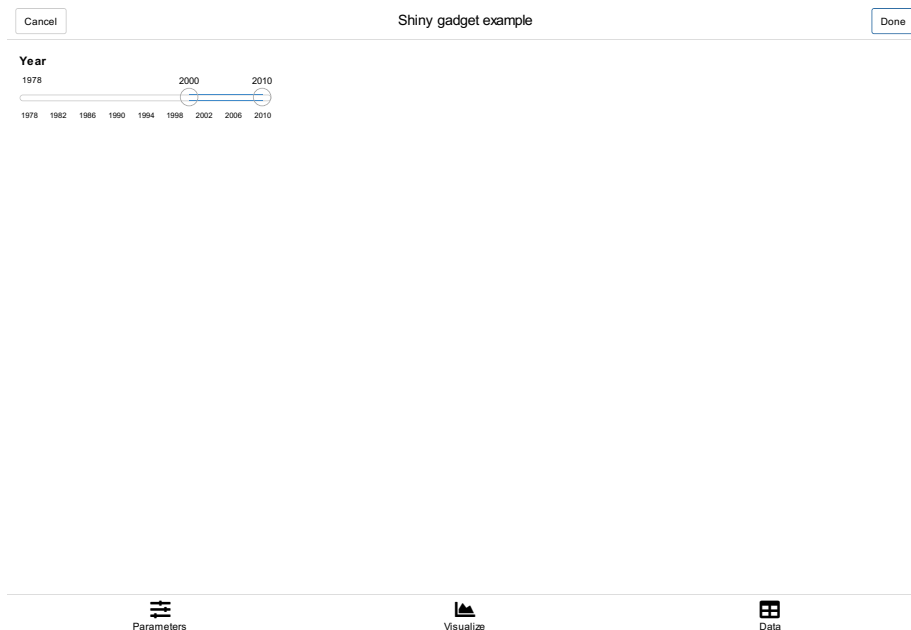 Cancel
Shiny gadget example
Done
Year
1978 2000 2010
1978 1982 1986 1990 1994 1998 2002 2006 2010
Parameters
Visualize
Data